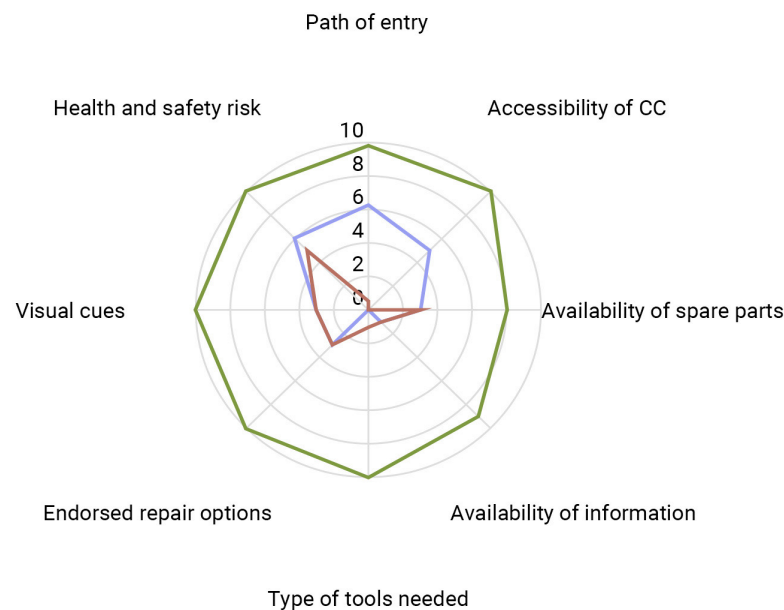 Path of entry
Health and safety risk
Accessibility of CC
10
8
6
4
2
0
Visual cues
Availability of spare parts
Endorsed repair options
Availability of information
Type of tools needed